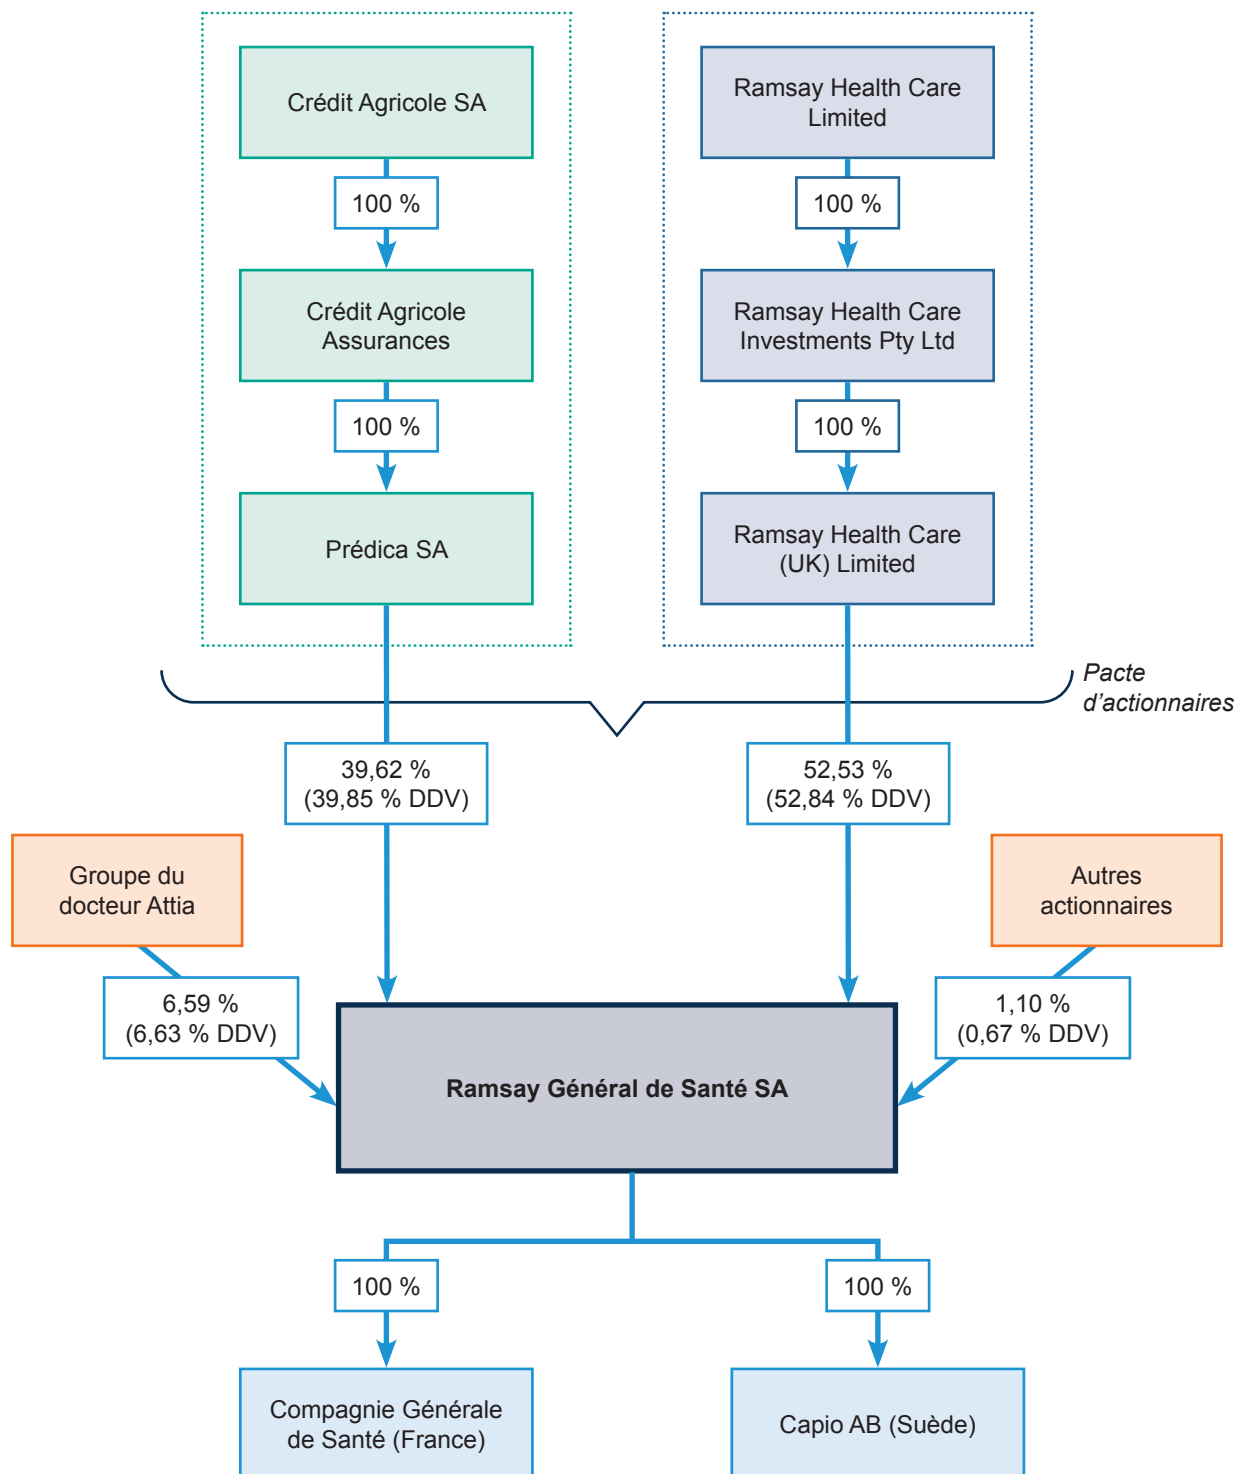 Crédit Agricole SA
Ramsay Health Care
Limited
100 %
100 %
Crédit Agricole
Assurances
Ramsay Health Care
Investments Pty Ltd
100 %
100 %
Prédica SA
Ramsay Health Care
(UK) Limited
Pacte
d'actionnaires
39,62 %
(39,85 % DDV)
52,53 %
(52,84 % DDV)
Groupe du
docteur Attia
Autres
actionnaires
6,59 %
(6,63 % DDV)
1,10 %
(0,67 % DDV)
Ramsay Général de Santé SA
100 %
100 %
Compagnie Générale
de Santé (France)
Capio AB (Suède)